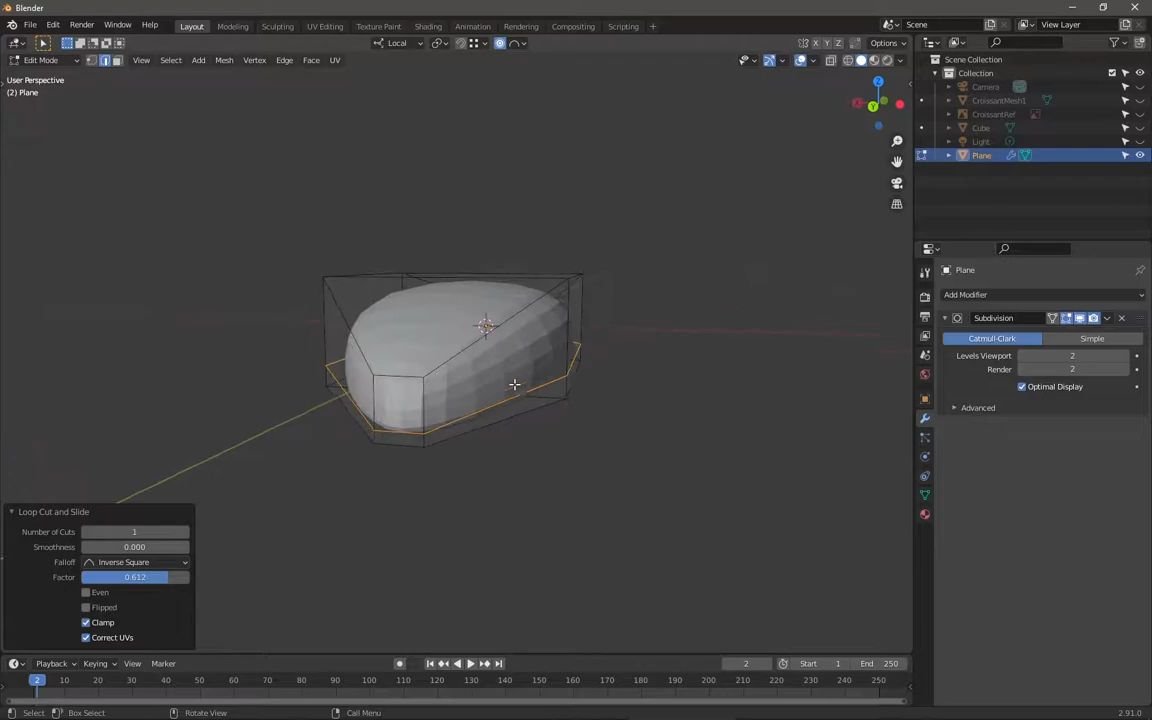 Blender
File Edit Render Window Help
Layout Modeling Sculpting UV Editing Texture Paint Shading Animation Rendering Compositing Scripting +
Scene
View Layer
Local
X Y Z
Options
Edit Mode View Select Add Mesh Vertex Edge Face UV
User Perspective
(2) Plane
Z
Y
Scene Collection
Collection
Camera
CroissantMesh1
CroissantRef
Cube
Light
Plane
Plane
Add Modifier
Subdivision
Catmull-Clark Simple
Levels Viewport 2
Render 2
Optimal Display
Advanced
Loop Cut and Slide
Number of Cuts 1
Smoothness 0.000
Falloff Inverse Square
Factor 0.612
Even
Flipped
Clamp
Correct UVs
Playback Keying View Marker
2
Start 1 End 250
2 10 20 30 40 50 60 70 80 90 100 110 120 130 140 150 160 170 180 190 200 210 220 230 240 250
Select Box Select Rotate View Call Menu
2.91.0